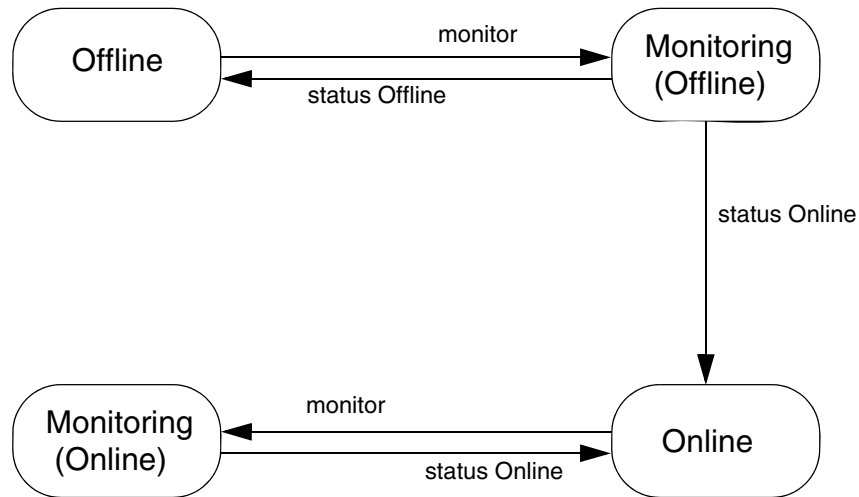 Offline
monitor
status Offline
Monitoring
(Offline)
status Online
Monitoring
(Online)
monitor
status Online
Online